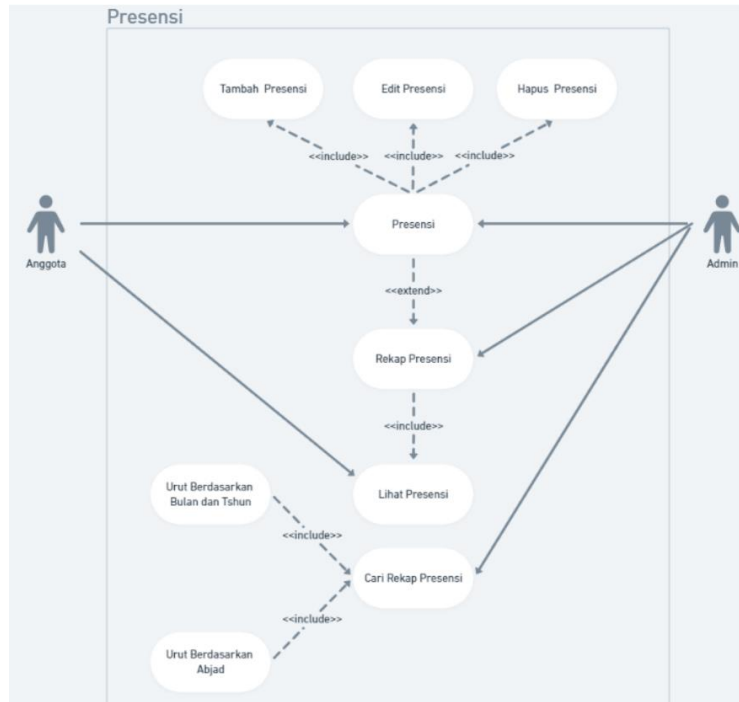 Presensi
Tambah Presensi
Edit Presensi
Hapus Presensi
<<include>>
<<include>>
<<include>>
Anggota
Presensi
Admin
<<extend>>
Rekap Presensi
<<include>>
Urut Berdasarkan
Bulan dan Tshun
Lihat Presensi
<<include>>
Cari Rekap Presensi
<<include>>
Urut Berdasarkan
Abjad